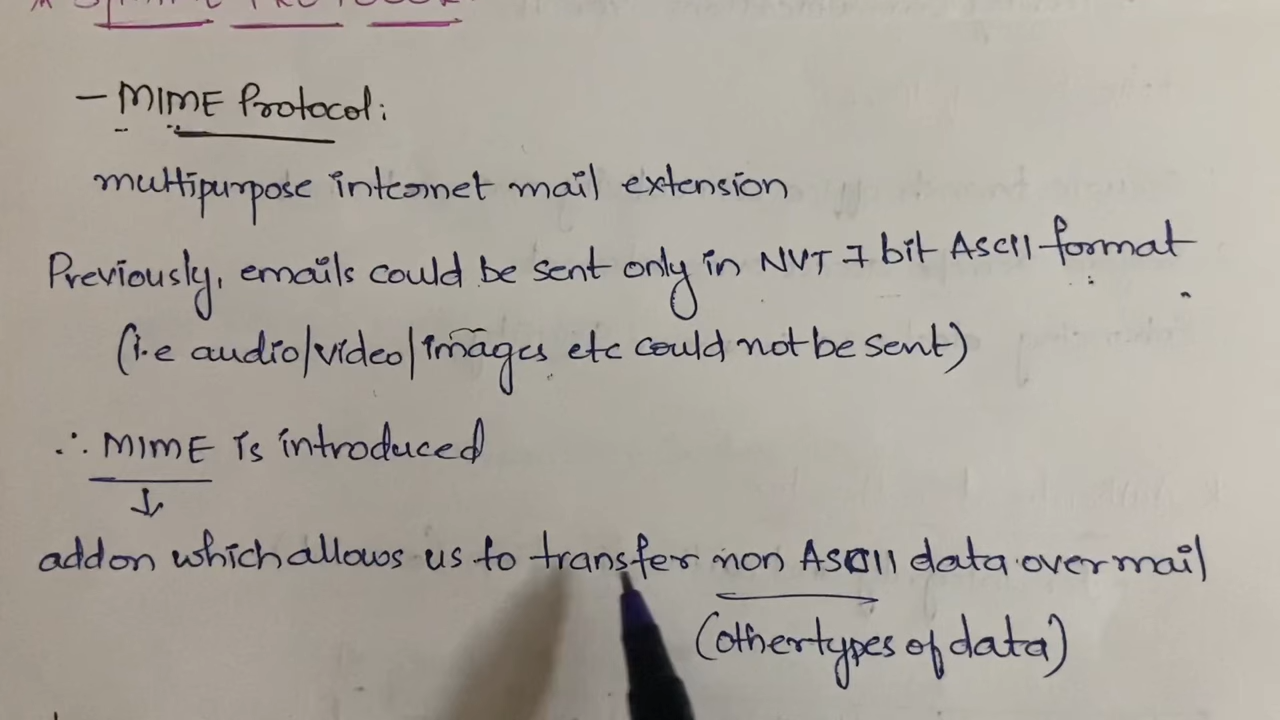 - MIME Protocol:
multipurpose internet mail extension
Previously, emails could be sent only in NVT 7 bit ASCII format
(i.e audio/video/images etc could not be sent)
∴ MIME is introduced
↓
addon which allows us to transfer non ASCII data over mail
(other types of data)